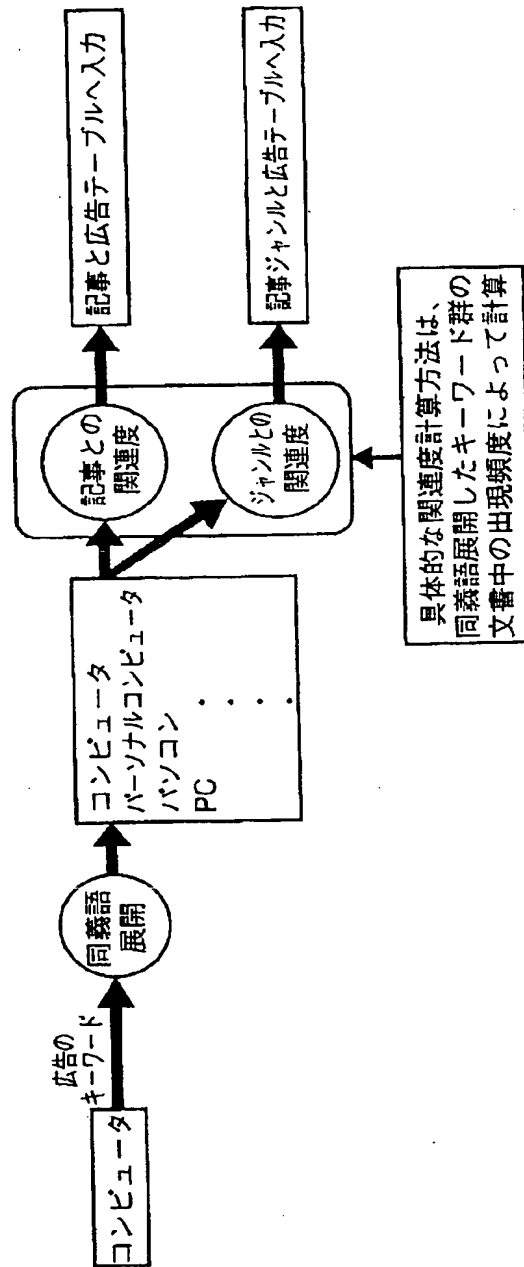 コンピュータ
広告の
キーワード
同義語
展開
コンピュータ
パーソナルコンピュータ
パソコン
PC
記事との
関連度
ジャンルとの
関連度
記事と広告テーブルへ入力
記事ジャンルと広告テーブルへ入力
具体的な関連度計算方法は、
同義語展開したキーワード群の
文書中の出現頻度によって計算